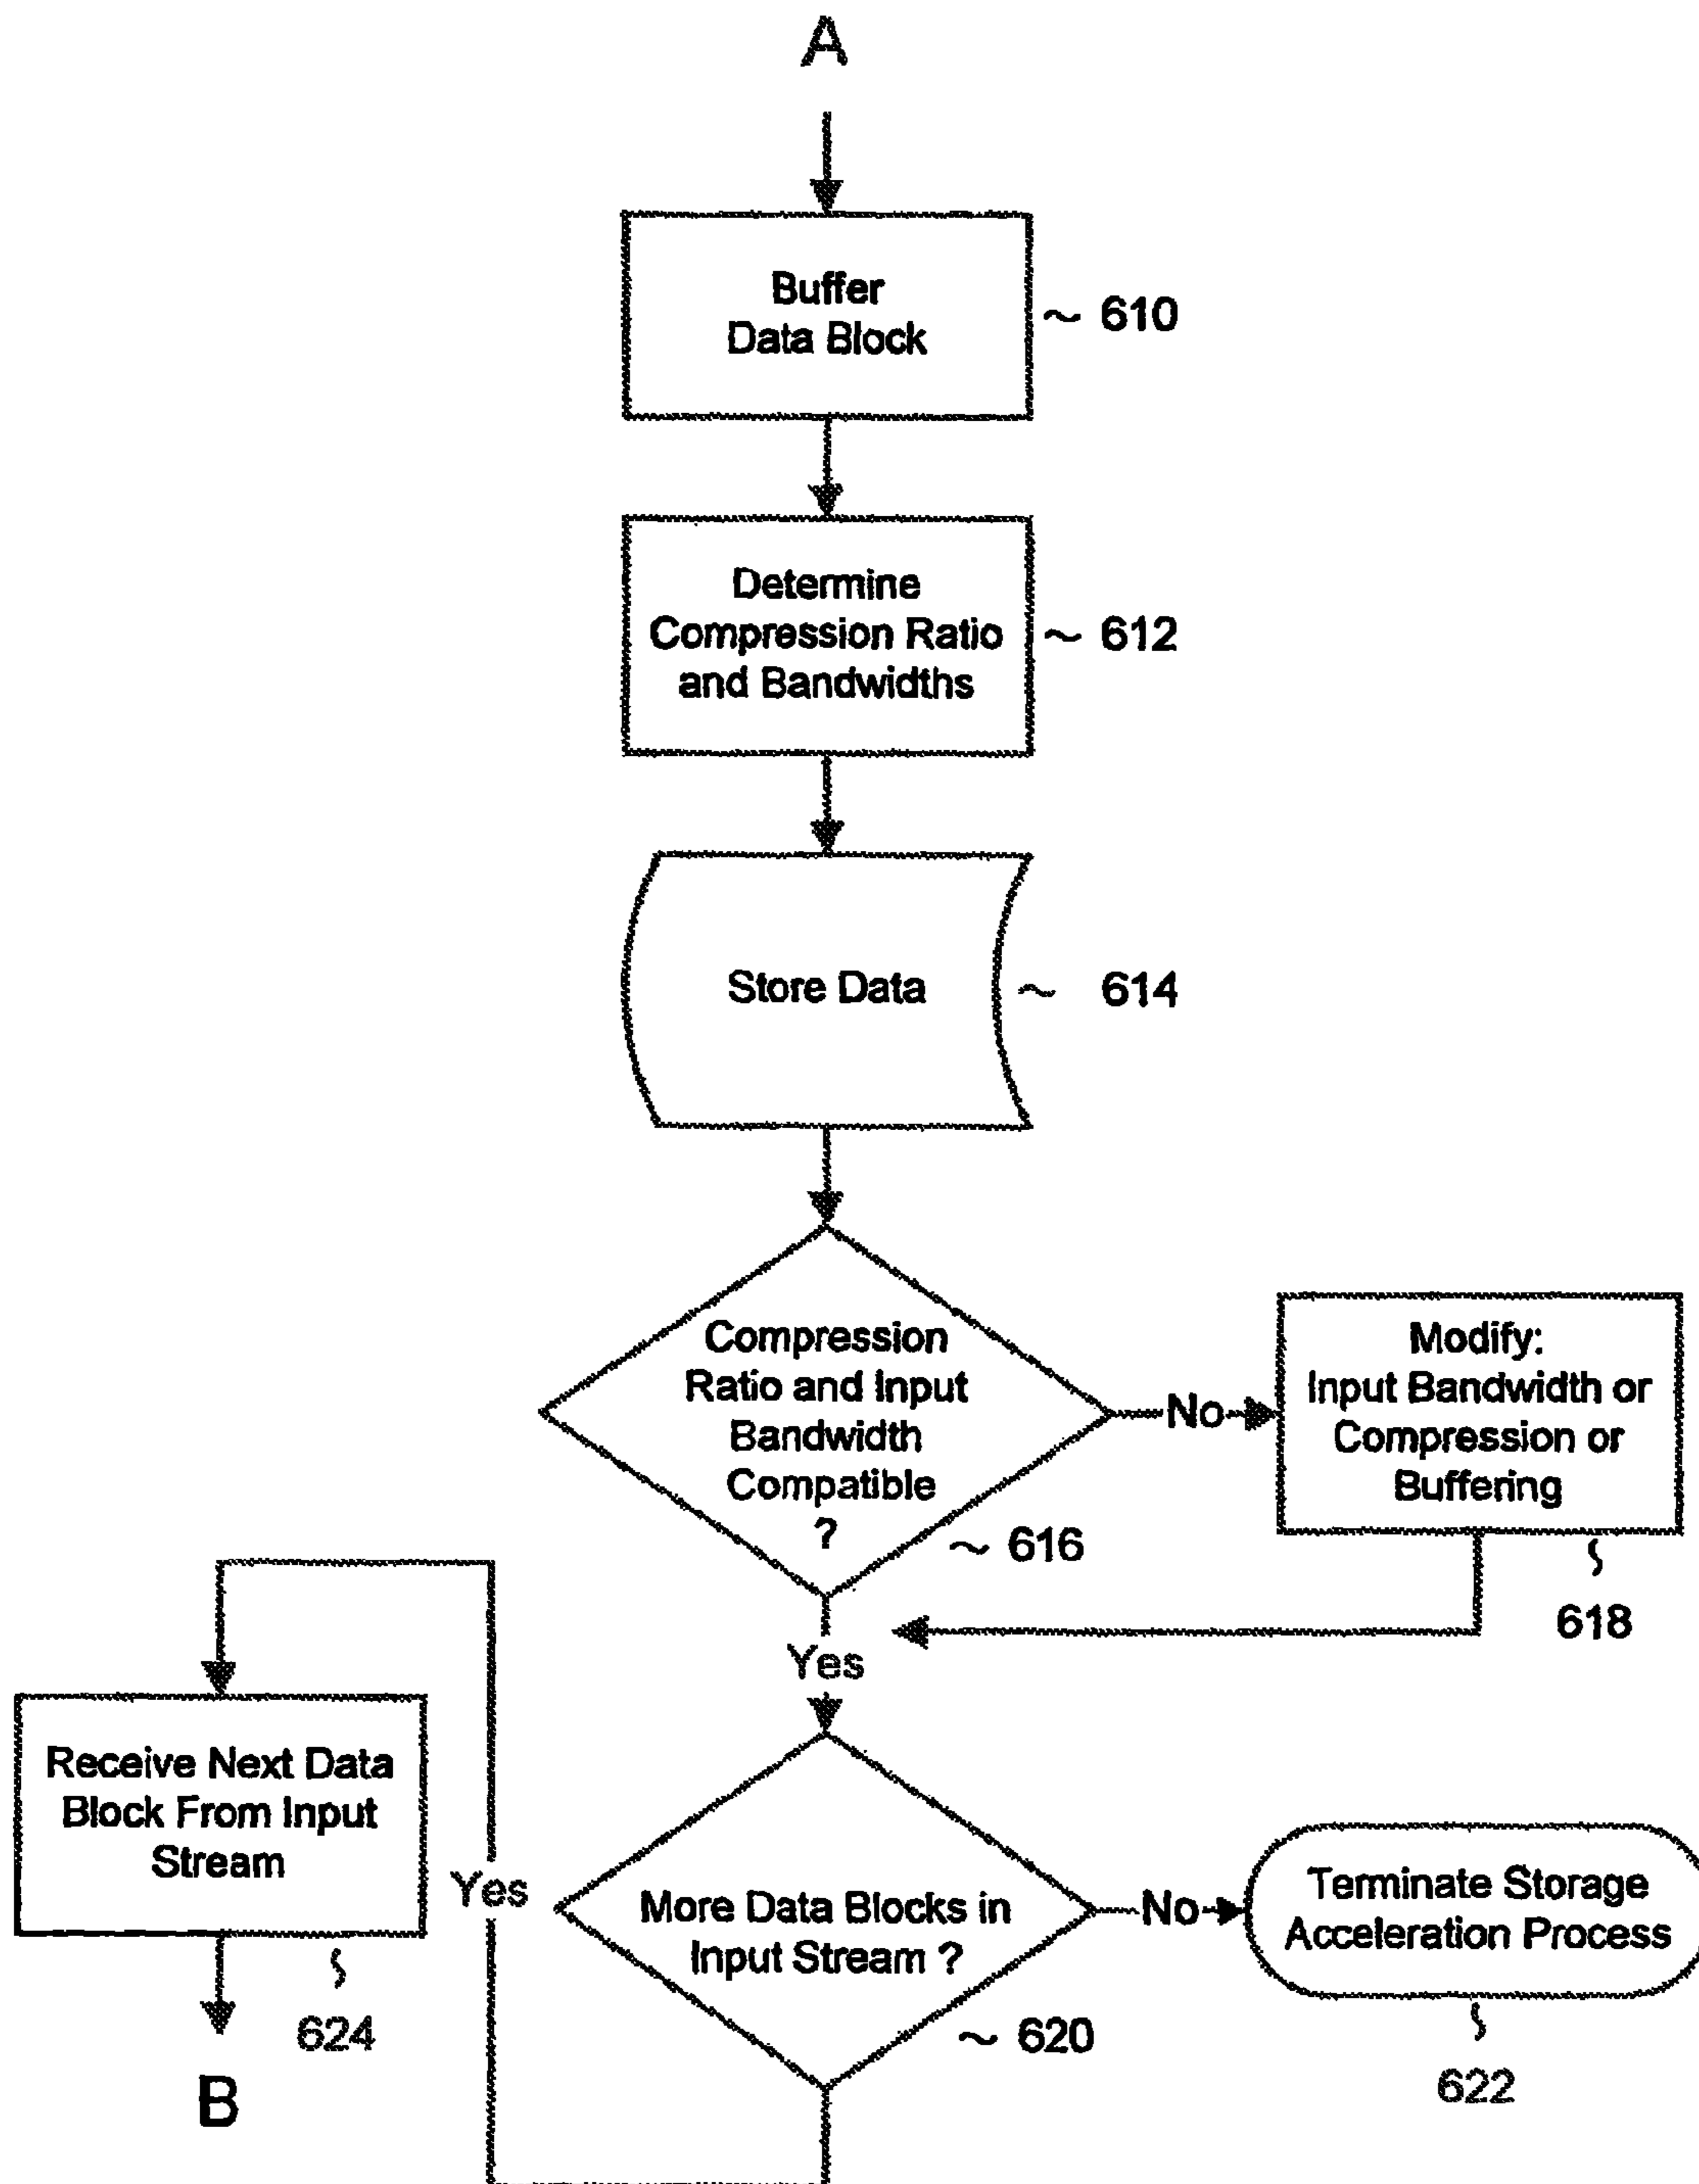 A
Buffer
Data Block
~ 610
Determine
Compression Ratio
and Bandwidths
~ 612
Store Data
~ 614
Compression
Ratio and Input
Bandwidth
Compatible
?
~ 616
No
Modify:
Input Bandwidth or
Compression or
Buffering
618
Yes
Receive Next Data
Block From Input
Stream
624
B
Yes
More Data Blocks in
Input Stream ?
~ 620
No
Terminate Storage
Acceleration Process
622